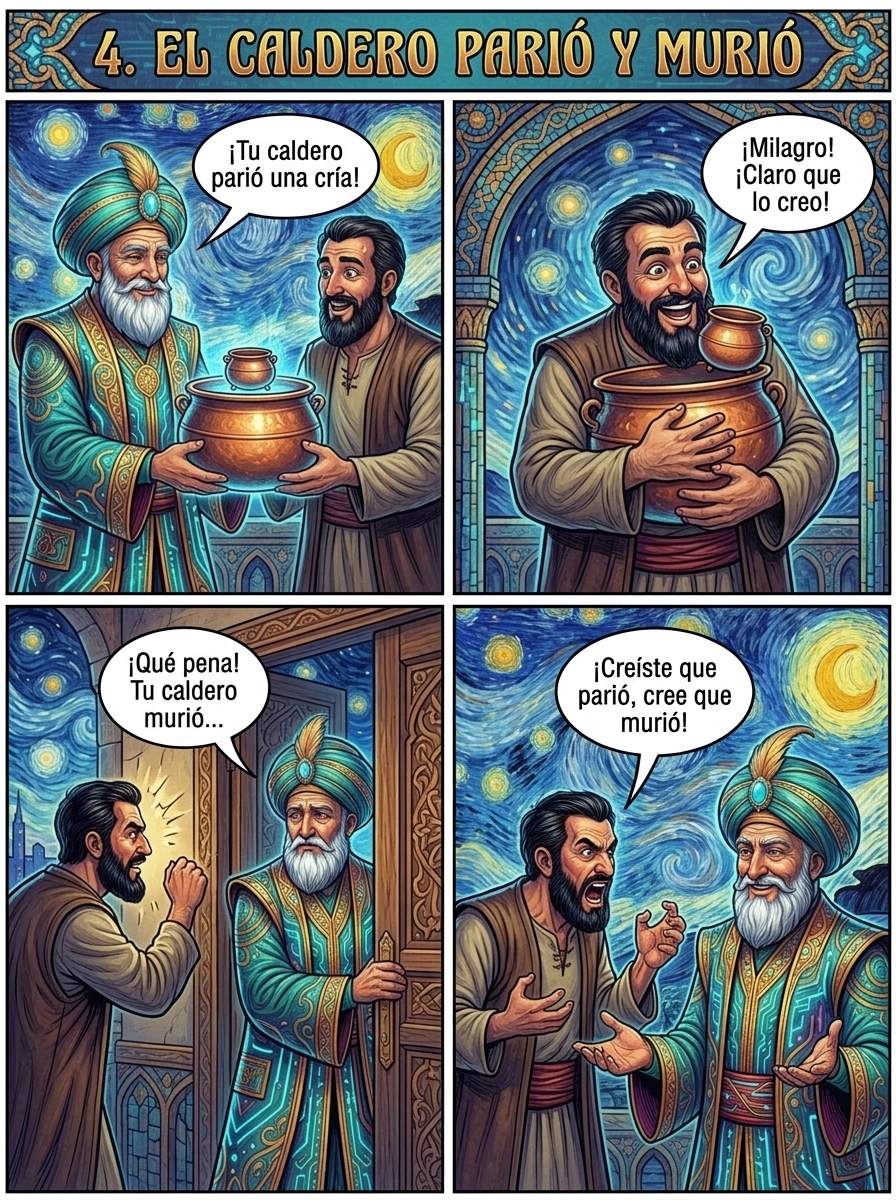 4. EL CALDERO PARIÓ Y MURIÓ
¡Tu caldero
parió una cría!
¡Milagro!
¡Claro que
lo creo!
¡Qué pena!
Tu caldero
murió...
¡Creíste que
parió, cree que
murió!